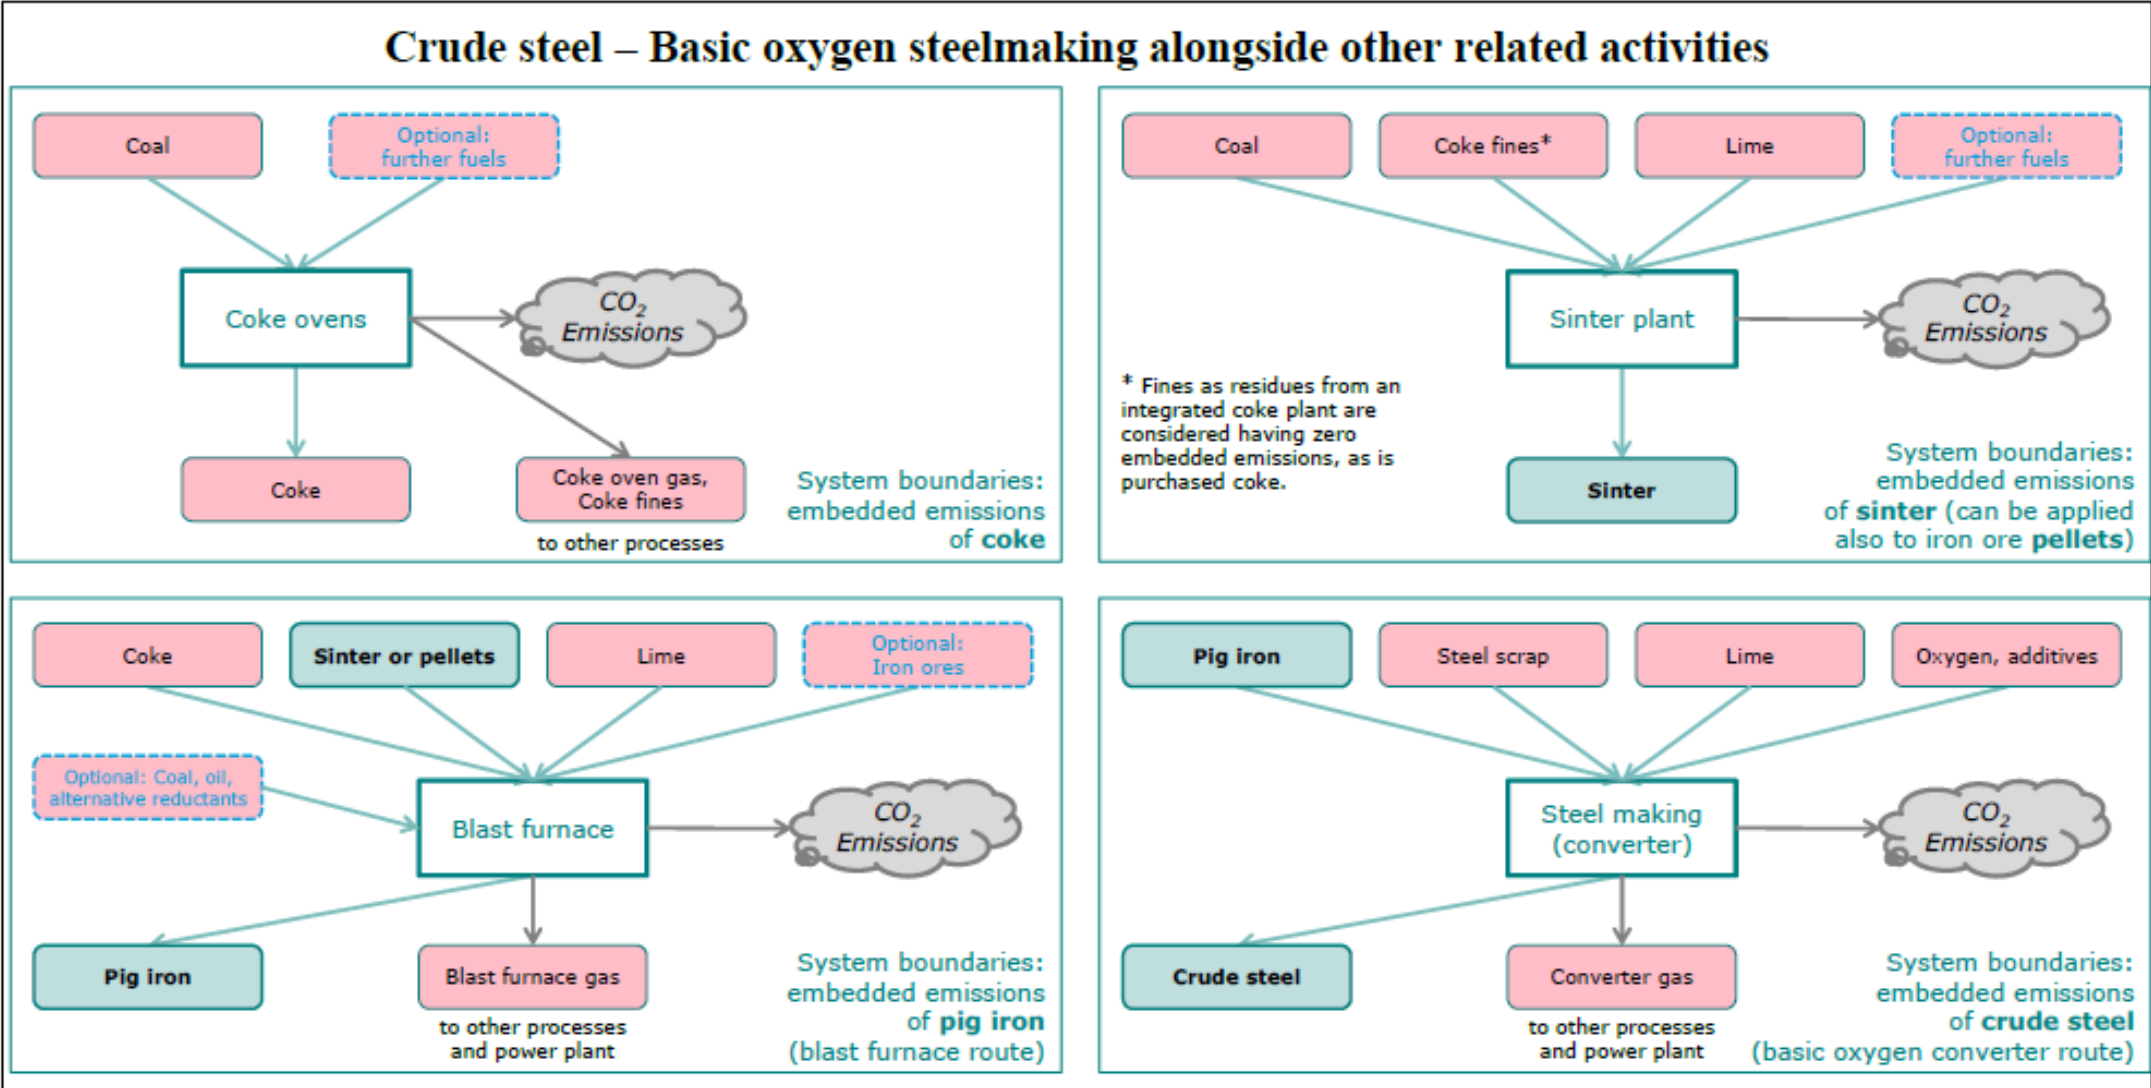 Crude steel – Basic oxygen steelmaking alongside other related activities
Coal
Optional:
further fuels
Coke ovens
CO2
Emissions
Coke
Coke oven gas,
Coke fines
to other processes
System boundaries:
embedded emissions
of coke
Coal
Coke fines*
Lime
Optional:
further fuels
Sinter plant
CO2
Emissions
* Fines as residues from an
integrated coke plant are
considered having zero
embedded emissions, as is
purchased coke.
Sinter
System boundaries:
embedded emissions
of sinter (can be applied
also to iron ore pellets)
Coke
Sinter or pellets
Lime
Optional:
Iron ores
Optional: Coal, oil,
alternative reductants
Blast furnace
CO2
Emissions
Pig iron
Blast furnace gas
to other processes
and power plant
System boundaries:
embedded emissions
of pig iron
(blast furnace route)
Pig iron
Steel scrap
Lime
Oxygen, additives
Steel making
(converter)
CO2
Emissions
Crude steel
Converter gas
to other processes
and power plant
System boundaries:
embedded emissions
of crude steel
(basic oxygen converter route)